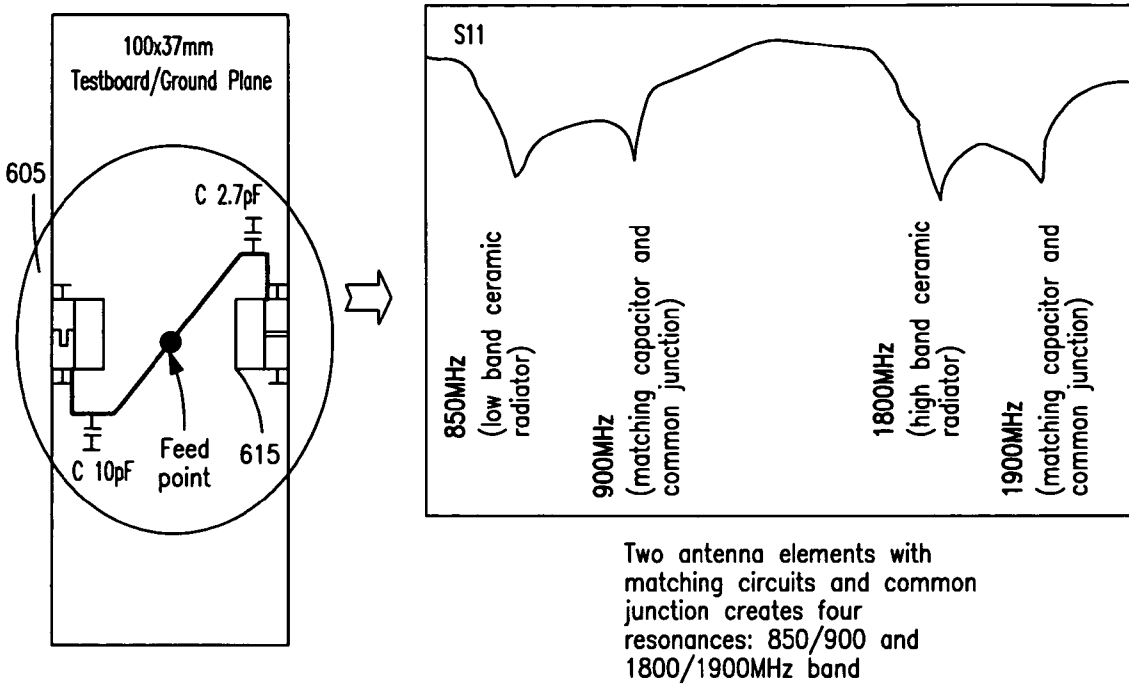 100x37mm
Testboard/Ground Plane
605
C 2.7pF
C 10pF
Feed
point
615
S11
850MHz
(low band ceramic
radiator)
900MHz
(matching capacitor and
common junction)
1800MHz
(high band ceramic
radiator)
1900MHz
(matching capacitor and
common junction)
Two antenna elements with
matching circuits and common
junction creates four
resonances: 850/900 and
1800/1900MHz band